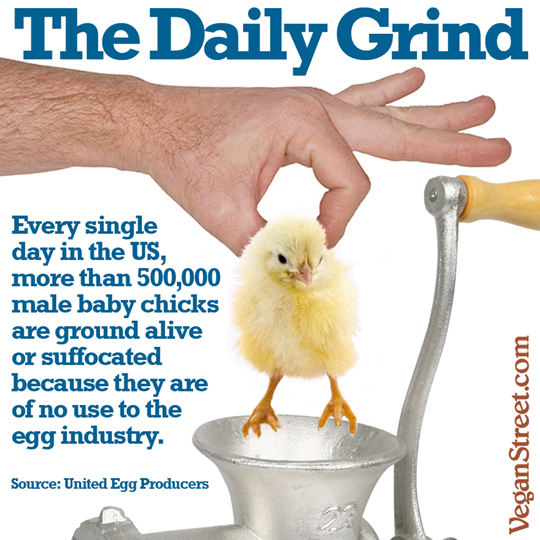 The Daily Grind
Every single
day in the US,
more than 500,000
male baby chicks
are ground alive
or suffocated
because they are
of no use to the
egg industry.
Source: United Egg Producers
VeganStreet.com
22